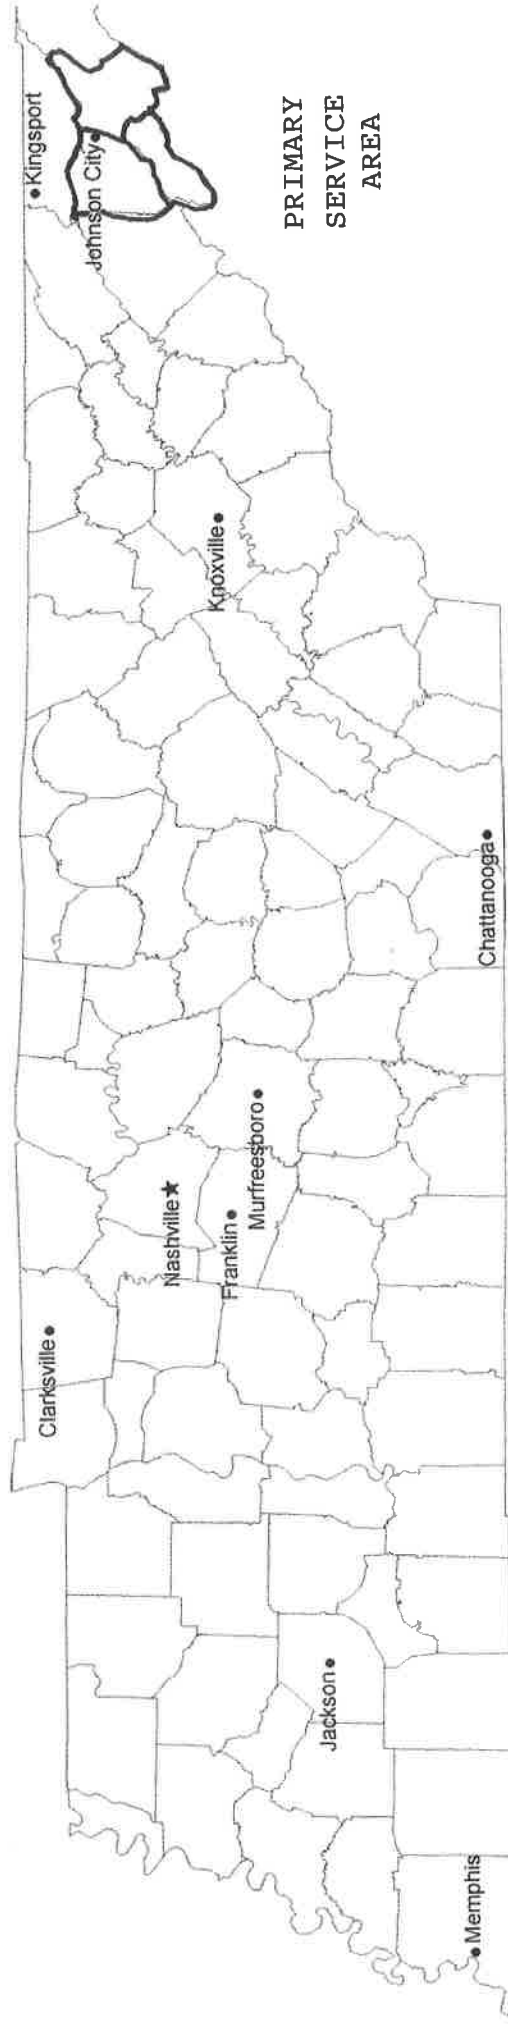 Kingsport
Johnson City
PRIMARY
SERVICE
AREA
Knoxville
Chattanooga
Murfreesboro
Nashville
Franklin
Clarksville
Jackson
Memphis